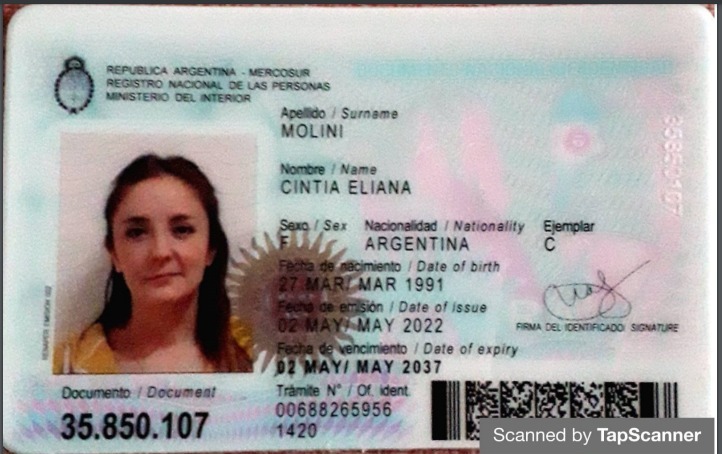 REPUBLICA ARGENTINA - MERCOSUR
REGISTRO NACIONAL DE LAS PERSONAS
MINISTERIO DEL INTERIOR
Apellido / Surname
MOLINI
Nombre / Name
CINTIA ELIANA
Sexo / Sex Nacionalidad / Nationality Ejemplar
F ARGENTINA C
Fecha de nacimiento / Date of birth
27 MAR/ MAR 1991
Fecha de emisión / Date of issue
02 MAY/ MAY 2022
FIRMA DEL IDENTIFICADO/ SIGNATURE
Fecha de vencimiento / Date of expiry
02 MAY/ MAY 2037
Documento / Document
35.850.107
Trámite N° / Of. ident.
00688265956
1420
35850107
Scanned by TapScanner